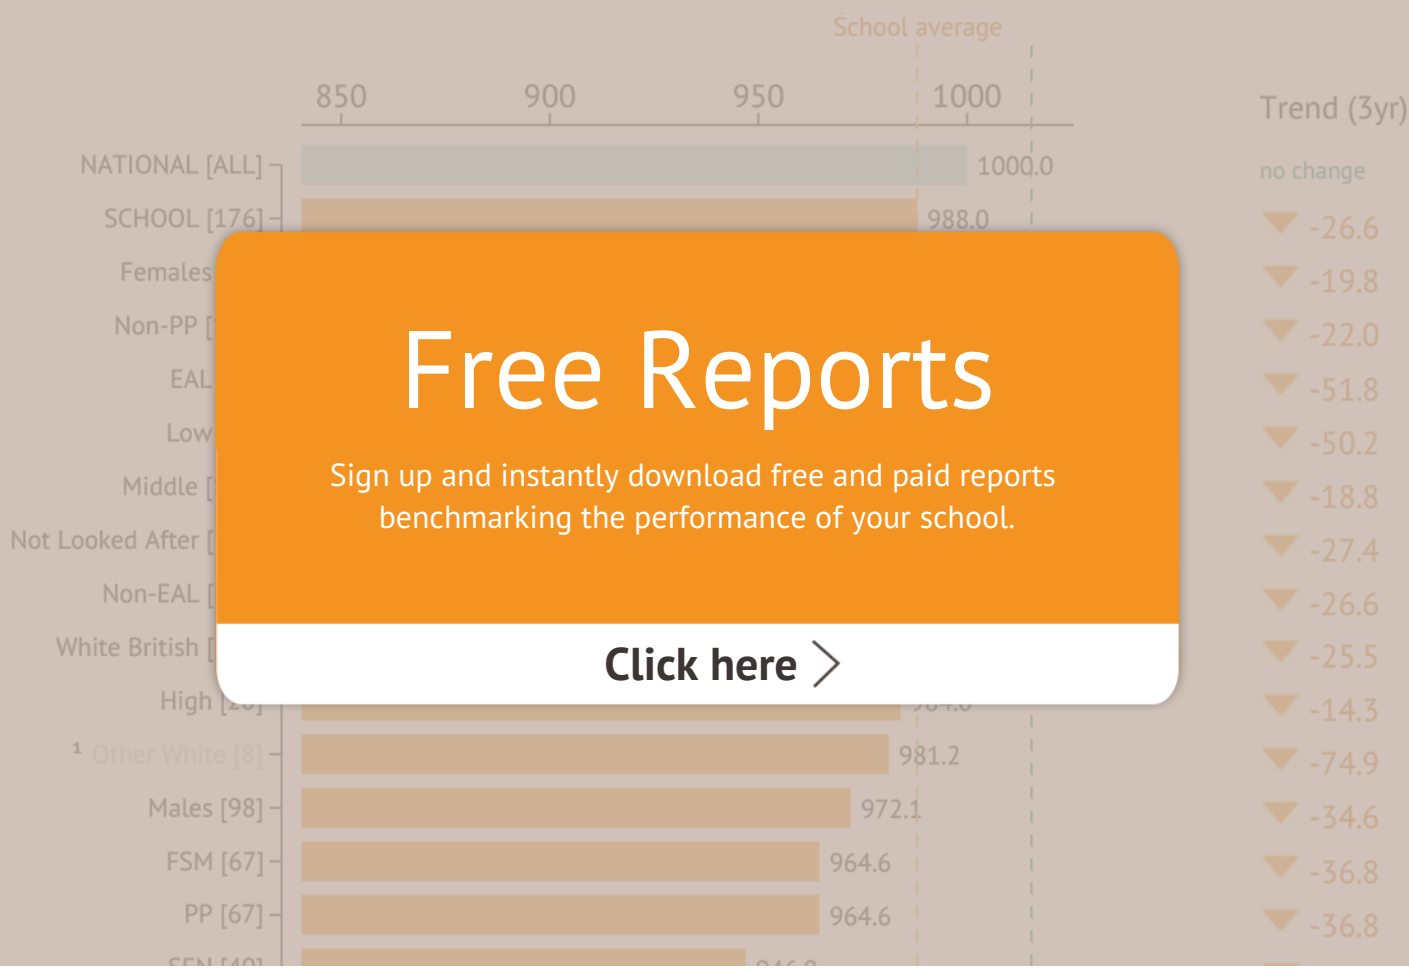 School average
850 900 950 1000
Trend (3yr)
NATIONAL [ALL] 1000.0 no change
SCHOOL [176] 988.0 -26.6
Females -19.8
Non-PP [ -22.0
EAL -51.8
Low -50.2
Middle [ -18.8
Not Looked After [ -27.4
Non-EAL [ -26.6
White British [ -25.5
High [28] 984.0 -14.3
1 Other White [8] 981.2 -74.9
Males [98] 972.1 -34.6
FSM [67] 964.6 -36.8
PP [67] 964.6 -36.8
Free Reports
Sign up and instantly download free and paid reports
benchmarking the performance of your school.
Click here